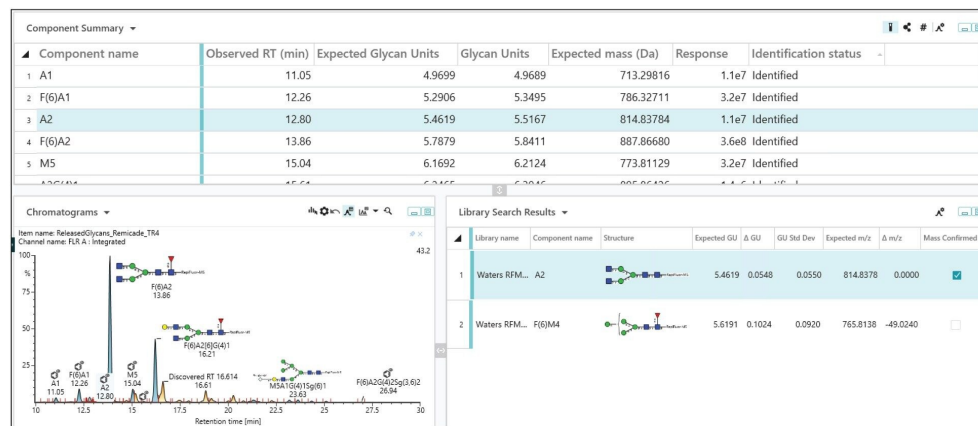 Component Summary
Component name Observed RT (min) Expected Glycan Units Glycan Units Expected mass (Da) Response Identification status
1 A1 11.05 4.9699 4.9689 713.29816 1.1e7 Identified
2 F(6)A1 12.26 5.2906 5.3495 786.32711 3.2e7 Identified
3 A2 12.80 5.4619 5.5167 814.83784 1.1e7 Identified
4 F(6)A2 13.86 5.7879 5.8411 887.86680 3.6e8 Identified
5 M5 15.04 6.1692 6.2124 773.81129 3.2e7 Identified
Chromatograms
Item name: ReleasedGlycans_Remicade_TR4
Channel name: FLR A : Integrated
43.2
100
75
50
25
F(6)A2
13.86
F(6)A2[6]G(4)1
16.21
Discovered RT 16.614
16.61
A1
11.05
F(6)A1
12.26
A2
12.80
M5
15.04
M5A1G(4)1Sg(6)1
23.63
F(6)A2G(4)2Sg(3,6)2
26.94
10 12.5 15 17.5 20 22.5 25 27.5 30
Retention time [min]
Library Search Results
Library name Component name Structure Expected GU Δ GU GU Std Dev Expected m/z Δ m/z Mass Confirmed
1 Waters RFM... A2 5.4619 0.0548 0.0550 814.8378 0.0000
2 Waters RFM... F(6)M4 5.6191 0.1024 0.0920 765.8138 -49.0240